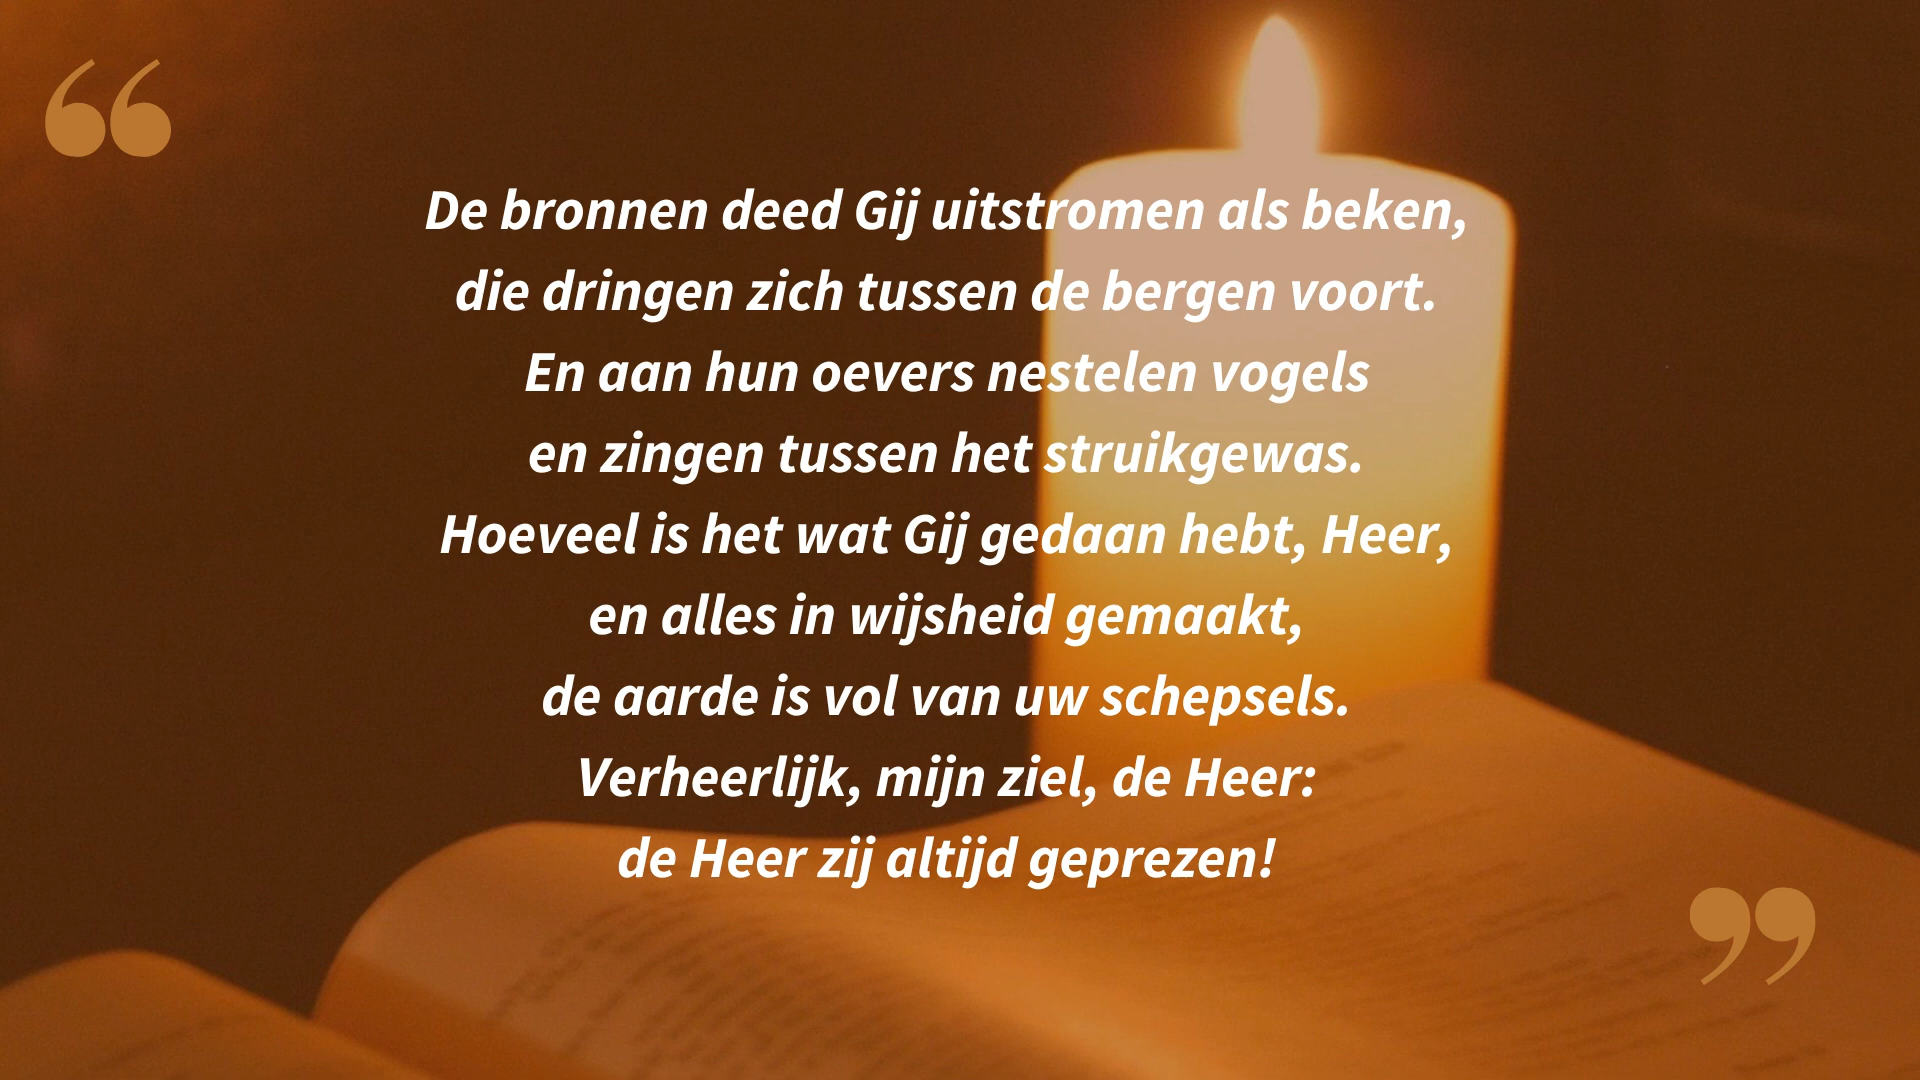 “
De bronnen deed Gij uitstromen als beken,
die dringen zich tussen de bergen voort.
En aan hun oevers nestelen vogels
en zingen tussen het struikgewas.
Hoeveel is het wat Gij gedaan hebt, Heer,
en alles in wijsheid gemaakt,
de aarde is vol van uw schepsels.
Verheerlijk, mijn ziel, de Heer:
de Heer zij altijd geprezen!
”